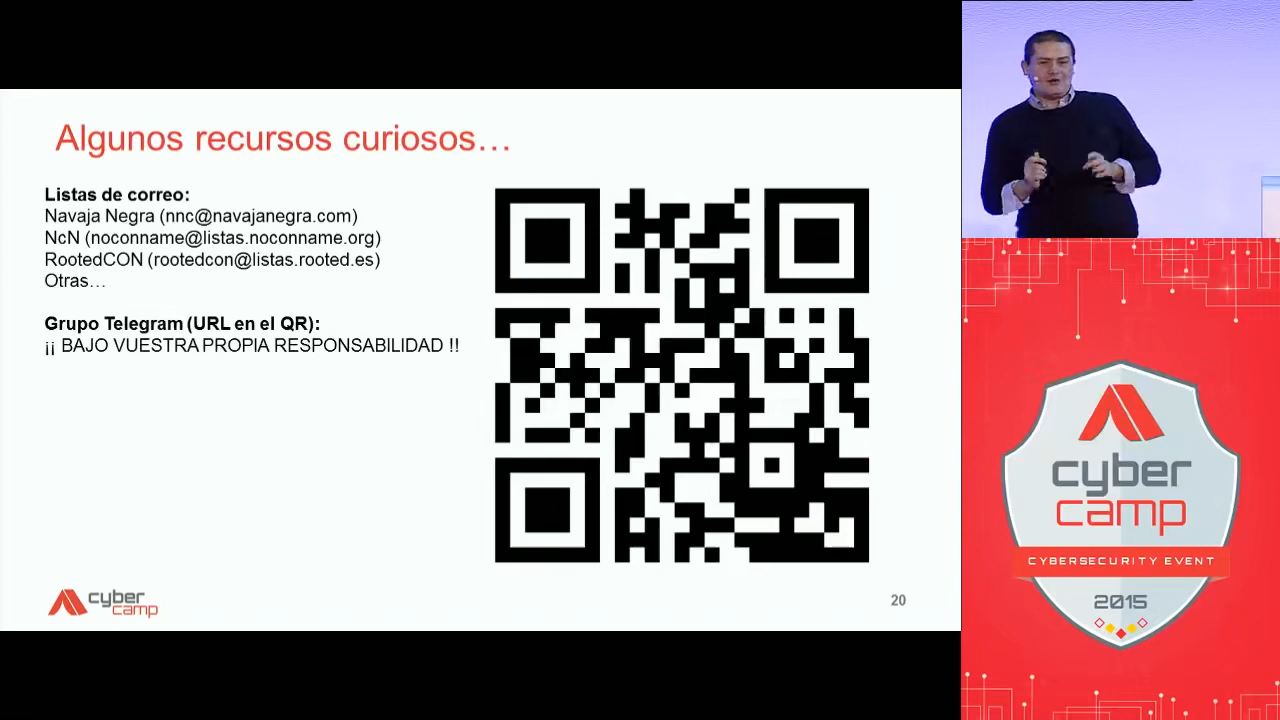 Algunos recursos curiosos…
Listas de correo:
Navaja Negra (nnc@navajanegra.com)
NcN (noconname@listas.noconname.org)
RootedCON (rootedcon@listas.rooted.es)
Otras…
Grupo Telegram (URL en el QR):
¡¡ BAJO VUESTRA PROPIA RESPONSABILIDAD !!
cyber
camp
20
cyber
camp
CYBERSECURITY EVENT
2015